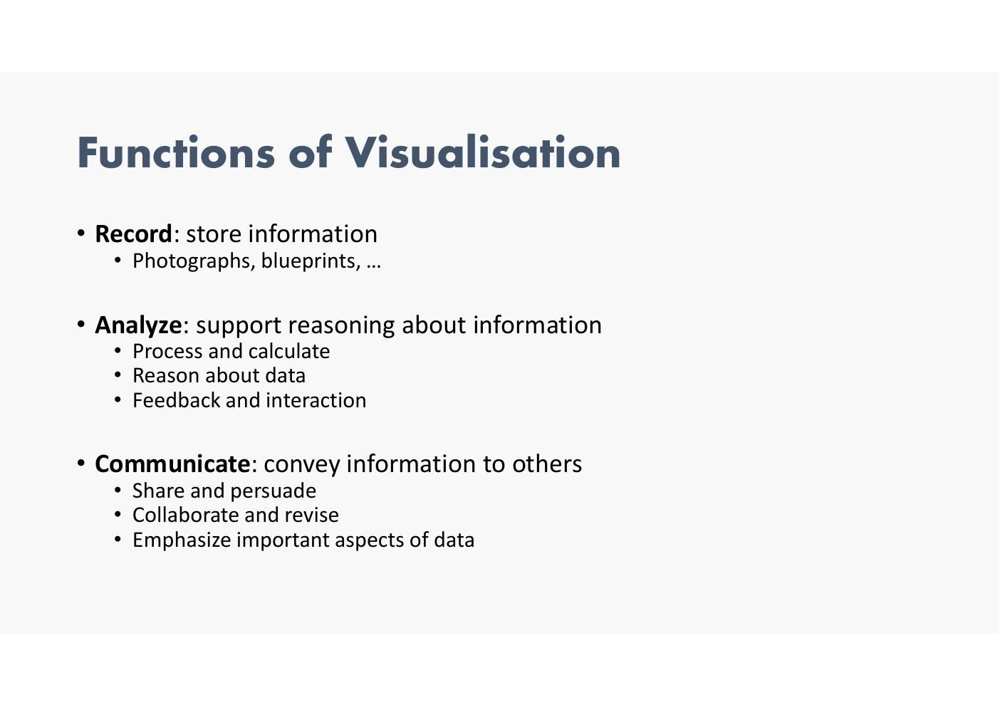 Functions of Visualisation
• Record: store information
• Photographs, blueprints, …
• Analyze: support reasoning about information
• Process and calculate
• Reason about data
• Feedback and interaction
• Communicate: convey information to others
• Share and persuade
• Collaborate and revise
• Emphasize important aspects of data